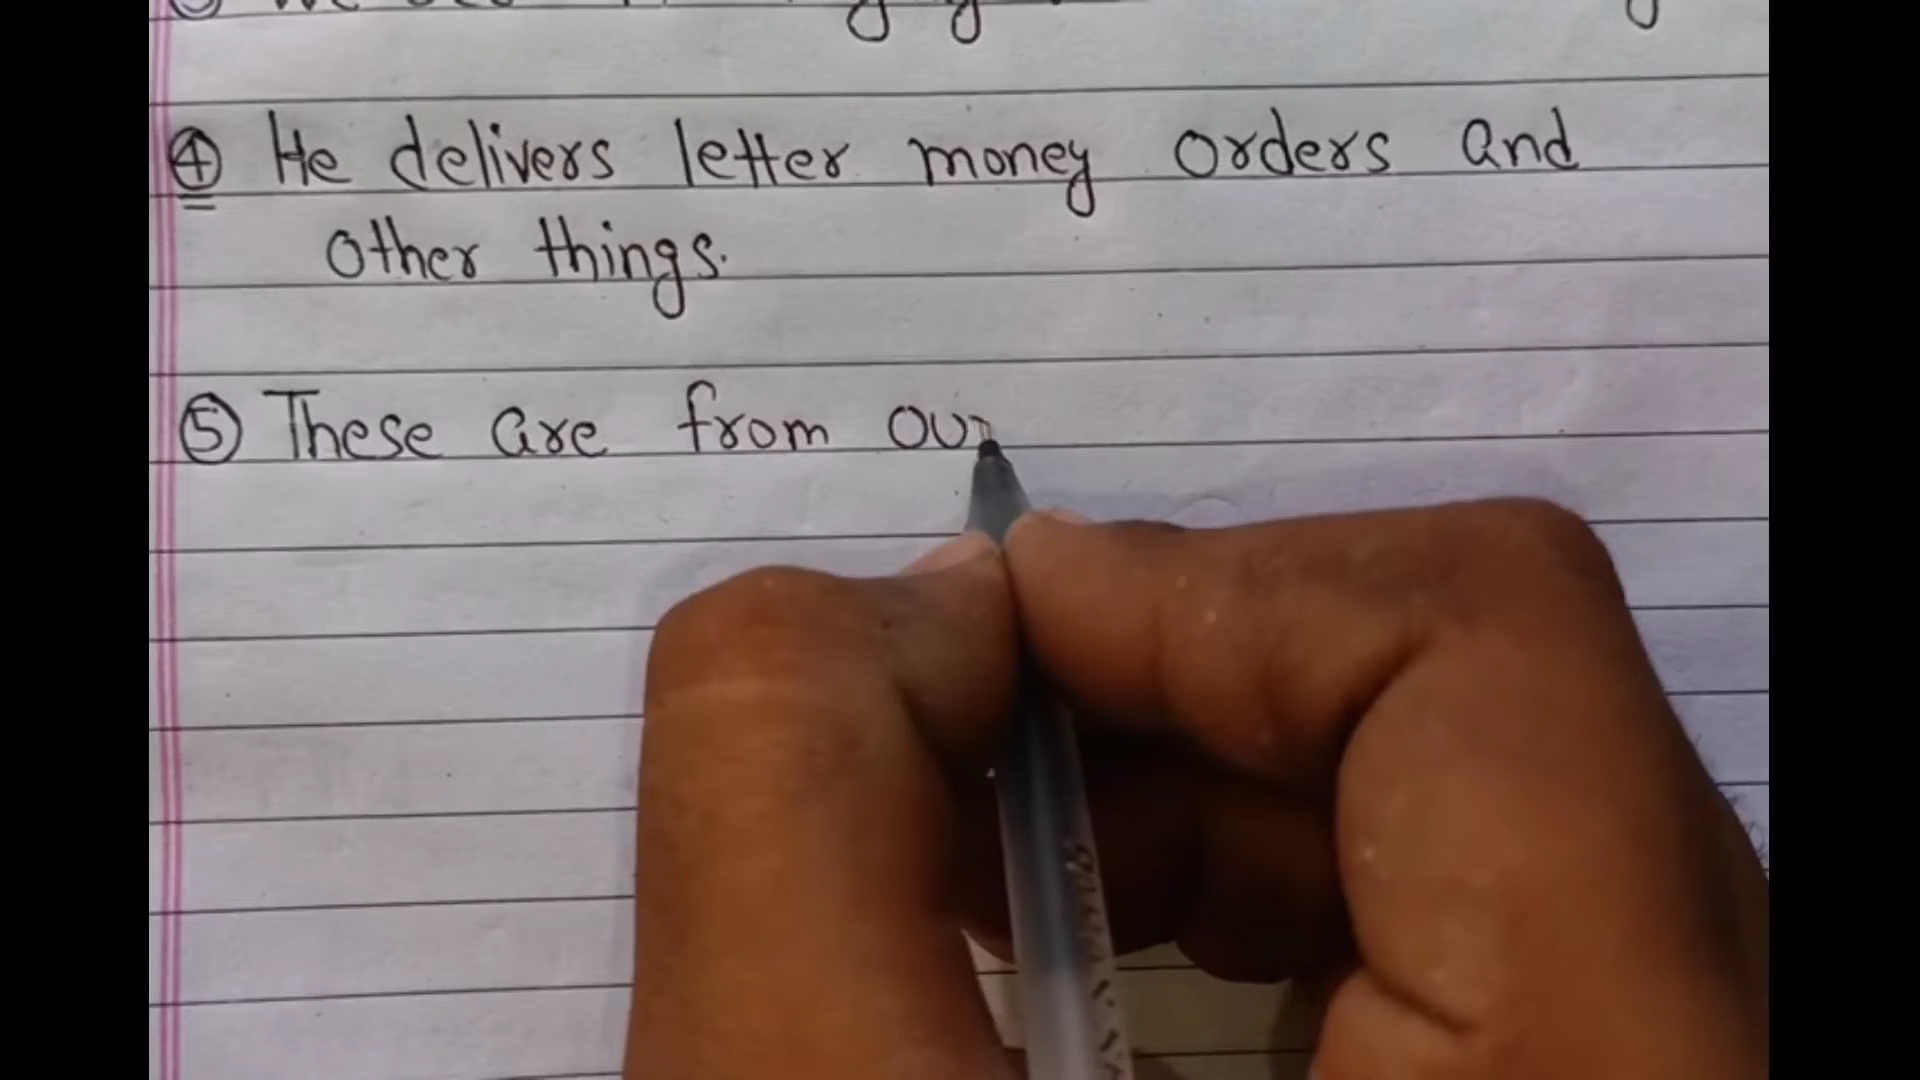 ④ He delivers letter money orders and
other things.
⑤ These are from our